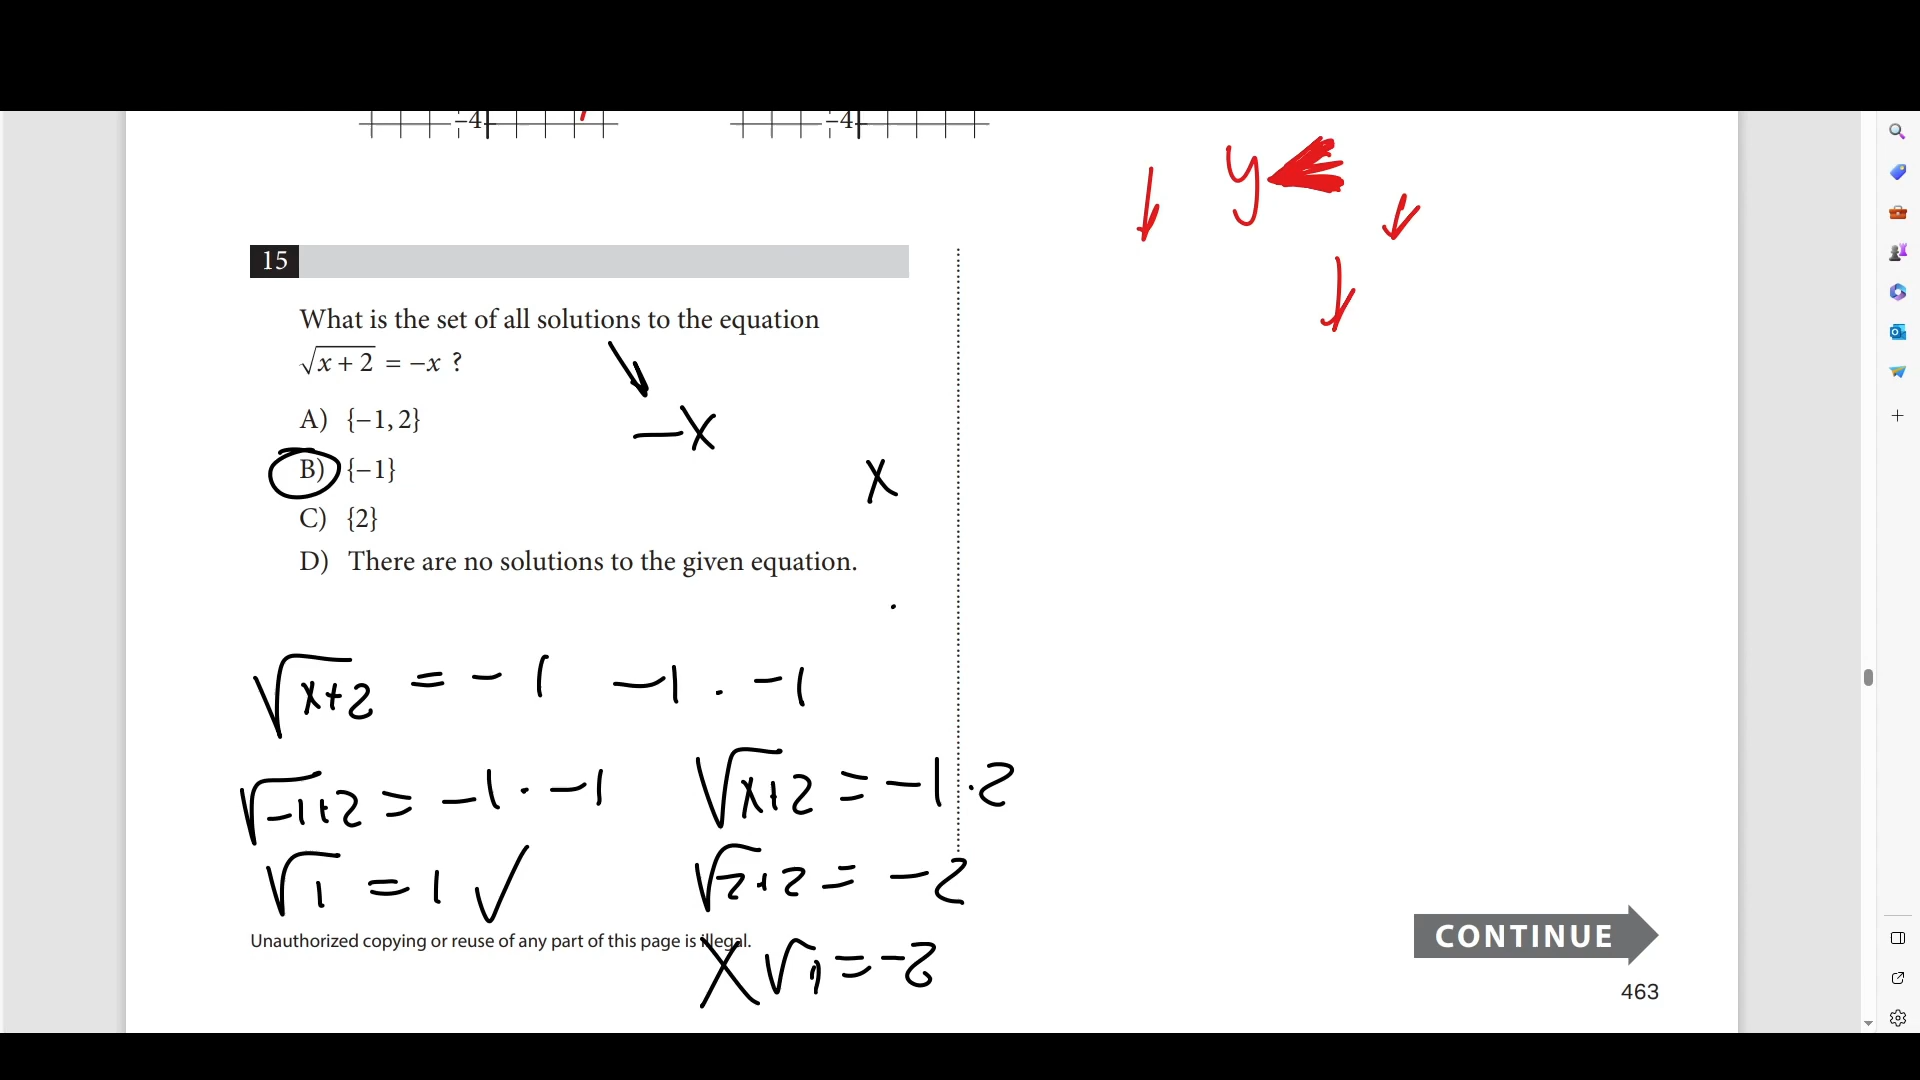 −4 −4
y
15
What is the set of all solutions to the equation
√x + 2 = −x ?
A) {−1, 2}
B) {−1}
C) {2}
D) There are no solutions to the given equation.
−x
x
√x+2 = −1 −1 · −1
√−1+2 = −1 · −1
√1 = 1 ✓
√x+2 = −1 · 2
√2+2 = −2
X √1 = −2
Unauthorized copying or reuse of any part of this page is illegal.
CONTINUE
463